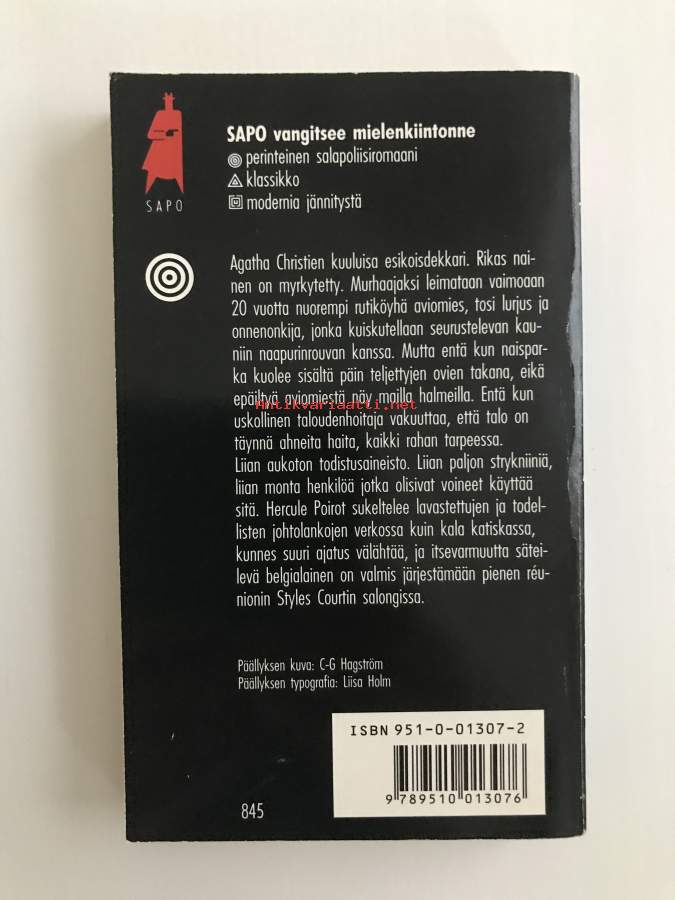 SAPO
SAPO vangitsee mielenkiintonne
perinteinen salapoliisiromaani
klassikko
modernia jännitystä
Agatha Christien kuuluisa esikoisdekkari. Rikas nai-
nen on myrkytetty. Murhaajaksi leimataan vaimoaan
20 vuotta nuorempi rutiköyhä aviomies, tosi lurjus ja
onnenonkija, jonka kuiskutellaan seurustelevan kau-
niin naapurinrouvan kanssa. Mutta entä kun naispar-
ka kuolee sisältä päin teljettyjen ovien takana, eikä
epäiltyä aviomiestä näy mailla halmeilla. Entä kun
Antikvariaatti.net
uskollinen taloudenhoitaja vakuuttaa, että talo on
täynnä ahneita haita, kaikki rahan tarpeessa.
Liian aukoton todistusaineisto. Liian paljon strykniiniä,
liian monta henkilöä jotka olisivat voineet käyttää
sitä. Hercule Poirot sukeltelee lavastettujen ja todel-
listen johtolankojen verkossa kuin kala katiskassa,
kunnes suuri ajatus välähtää, ja itsevarmuutta sätei-
levä belgialainen on valmis järjestämään pienen réu-
nionin Styles Courtin salongissa.
Päällyksen kuva: C-G Hagström
Päällyksen typografia: Liisa Holm
ISBN 951-0-01307-2
9 789510 013076
845